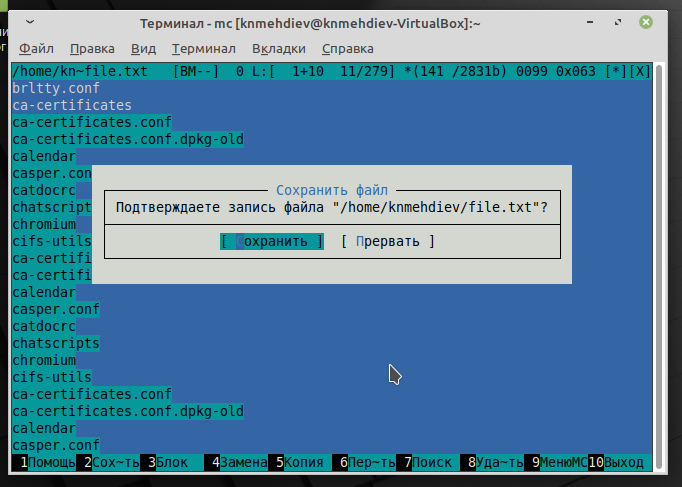 Терминал - mc [knmehdiev@knmehdiev-VirtualBox]:~
Файл Правка Вид Терминал Вкладки Справка
/home/kn~file.txt [BM--] 0 L:[ 1+10 11/279] *(141 /2831b) 0099 0x063 [*][X]
brltty.conf
ca-certificates
ca-certificates.conf
ca-certificates.conf.dpkg-old
calendar
casper.con
catdocrc
chatscript
chromium
cifs-utils
ca-certifi
ca-certifi
calendar
casper.conf
catdocrc
chatscripts
chromium
cifs-utils
ca-certificates.conf
ca-certificates.conf.dpkg-old
calendar
casper.conf
Сохранить файл
Подтверждаете запись файла "/home/knmehdiev/file.txt"?
[ Сохранить ] [ Прервать ]
1Помощь 2Сох~ть 3Блок 4Замена 5Копия 6Пер~ть 7Поиск 8Уда~ть 9МенюMC 10Выход